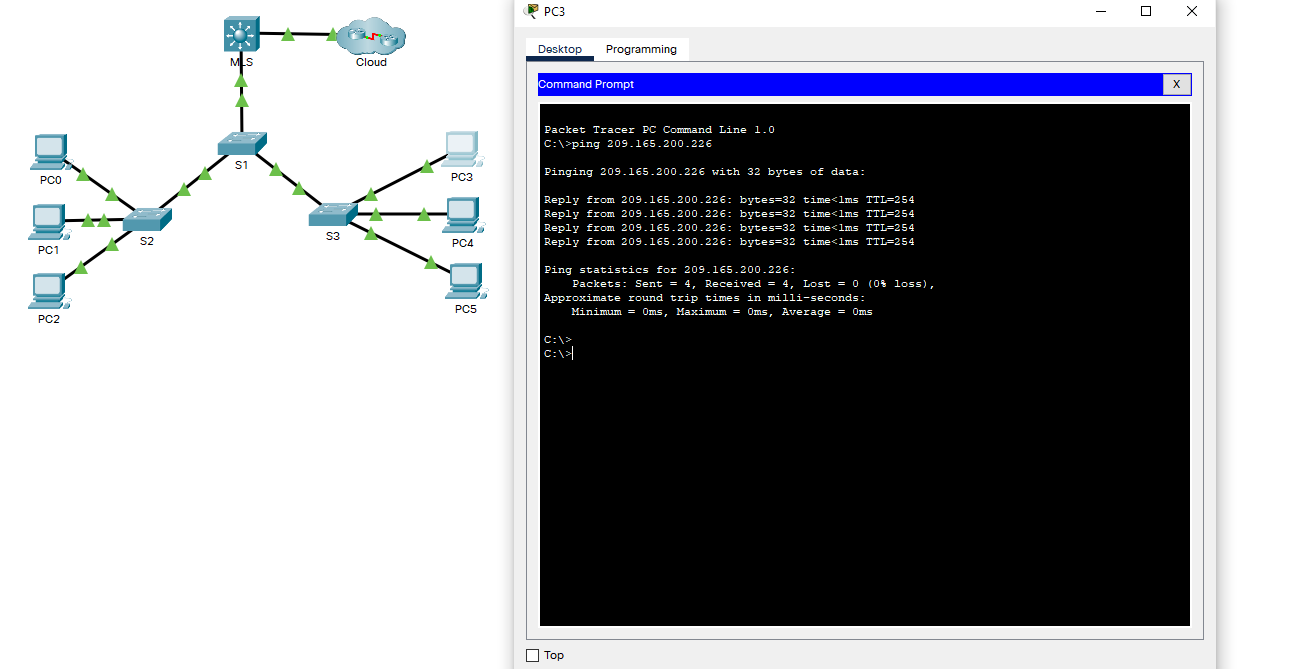 MLS
Cloud
S1
PC0
PC1
PC2
S2
S3
PC3
PC4
PC5
PC3
Desktop
Programming
Command Prompt
X
Packet Tracer PC Command Line 1.0
C:\>ping 209.165.200.226
Pinging 209.165.200.226 with 32 bytes of data:
Reply from 209.165.200.226: bytes=32 time<1ms TTL=254
Reply from 209.165.200.226: bytes=32 time<1ms TTL=254
Reply from 209.165.200.226: bytes=32 time<1ms TTL=254
Reply from 209.165.200.226: bytes=32 time<1ms TTL=254
Ping statistics for 209.165.200.226:
Packets: Sent = 4, Received = 4, Lost = 0 (0% loss),
Approximate round trip times in milli-seconds:
Minimum = 0ms, Maximum = 0ms, Average = 0ms
C:\>
C:\>
Top